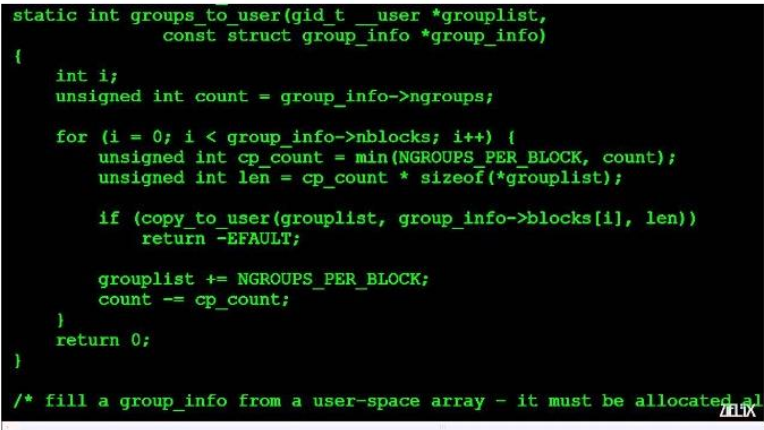 static int groups_to_user(gid_t __user *grouplist,
const struct group_info *group_info)
{
int i;
unsigned int count = group_info->ngroups;
for (i = 0; i < group_info->nblocks; i++) {
unsigned int cp_count = min(NGROUPS_PER_BLOCK, count);
unsigned int len = cp_count * sizeof(*grouplist);
if (copy_to_user(grouplist, group_info->blocks[i], len))
return -EFAULT;
grouplist += NGROUPS_PER_BLOCK;
count -= cp_count;
}
return 0;
}
/* fill a group_info from a user-space array - it must be allocated al